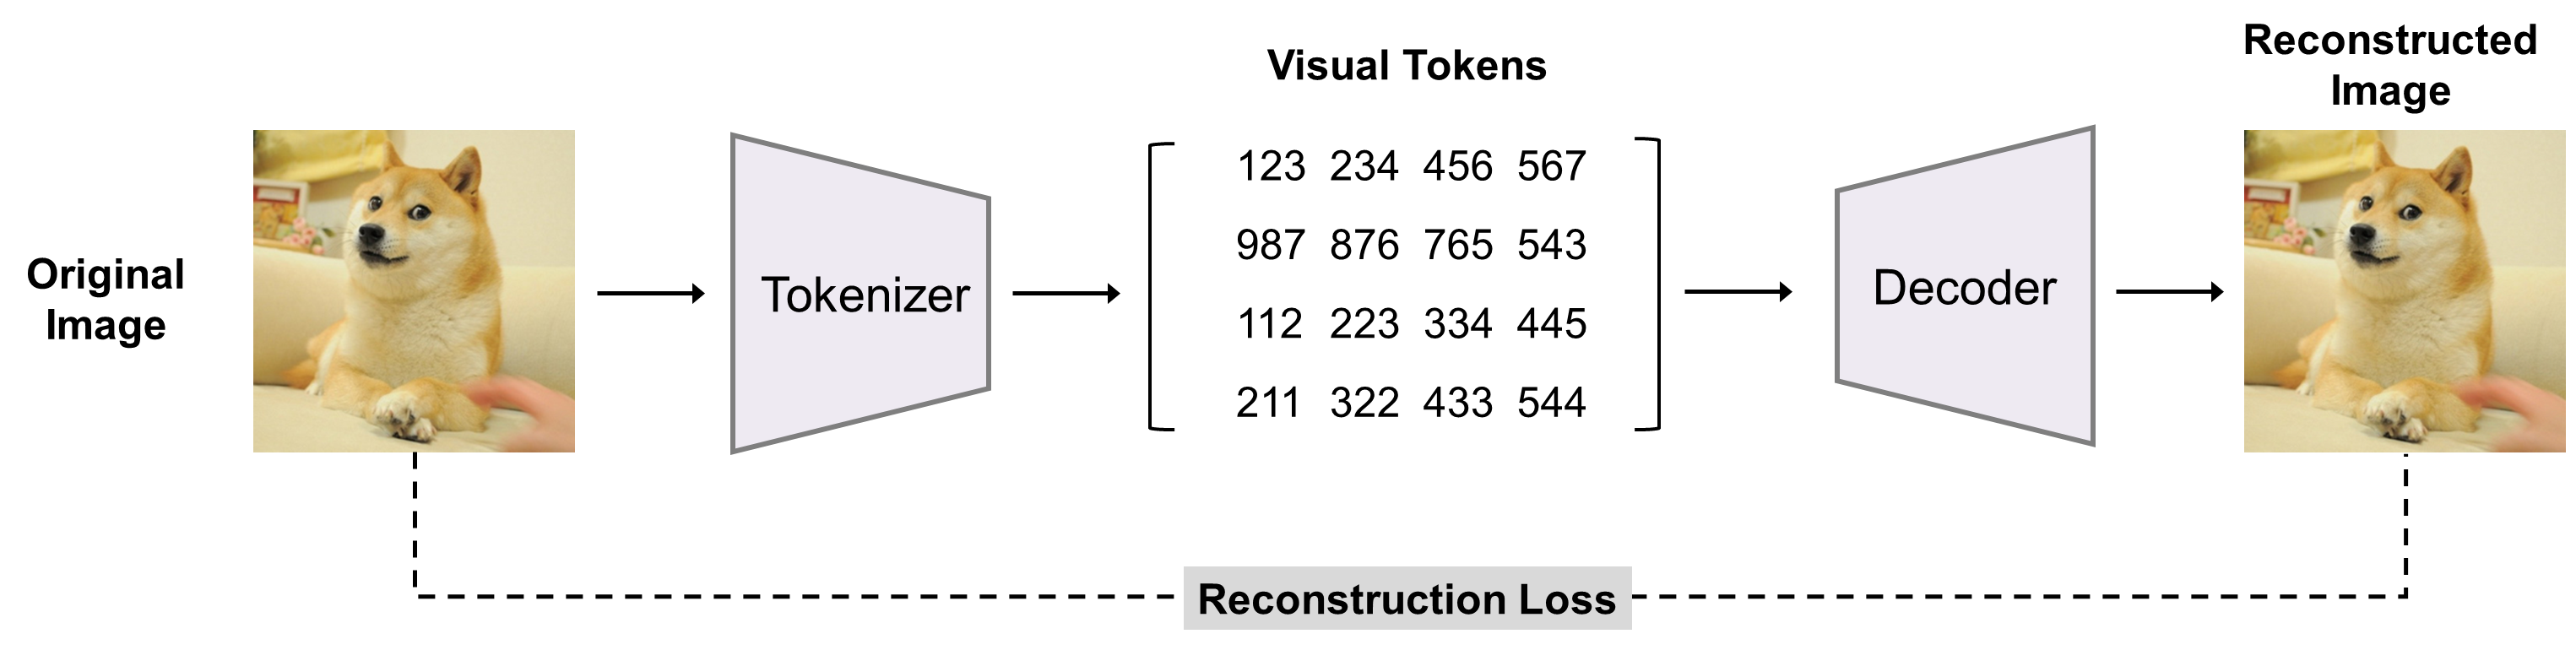 Original
Image
Tokenizer
Visual Tokens
123 234 456 567
987 876 765 543
112 223 334 445
211 322 433 544
Decoder
Reconstructed
Image
Reconstruction Loss